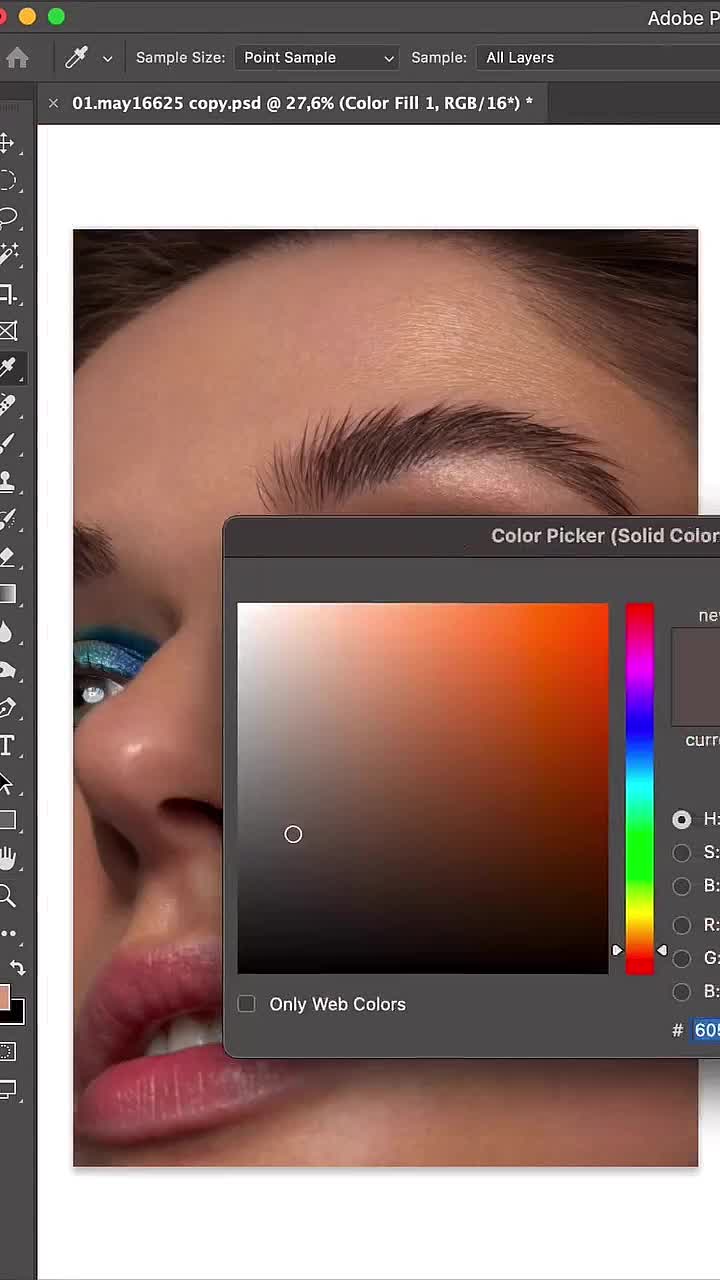 Adobe P
Sample Size: Point Sample Sample: All Layers
× 01.may16625 copy.psd @ 27,6% (Color Fill 1, RGB/16*) *
Color Picker (Solid Color
new
curr
H:
S:
B:
R:
G:
B:
Only Web Colors
# 605